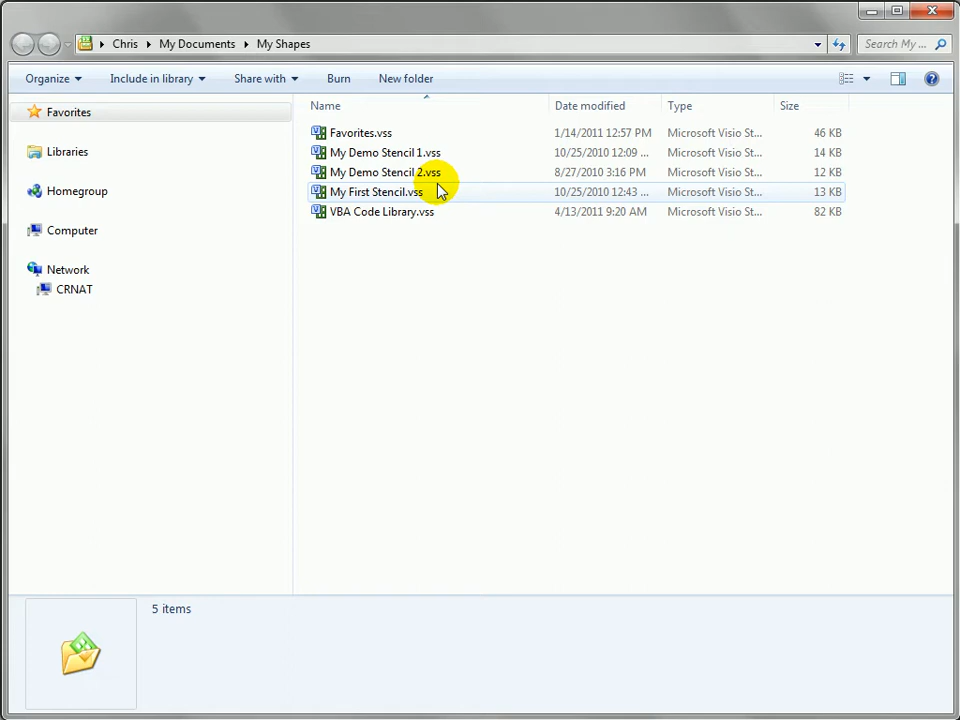 Chris My Documents My Shapes Search My ...
Organize Include in library Share with Burn New folder
Name Date modified Type Size
Favorites
Libraries
Homegroup
Computer
Network
CRNAT
Favorites.vss 1/14/2011 12:57 PM Microsoft Visio St... 46 KB
My Demo Stencil 1.vss 10/25/2010 12:09 ... Microsoft Visio St... 14 KB
My Demo Stencil 2.vss 8/27/2010 3:16 PM Microsoft Visio St... 12 KB
My First Stencil.vss 10/25/2010 12:43 ... Microsoft Visio St... 13 KB
VBA Code Library.vss 4/13/2011 9:20 AM Microsoft Visio St... 82 KB
5 items